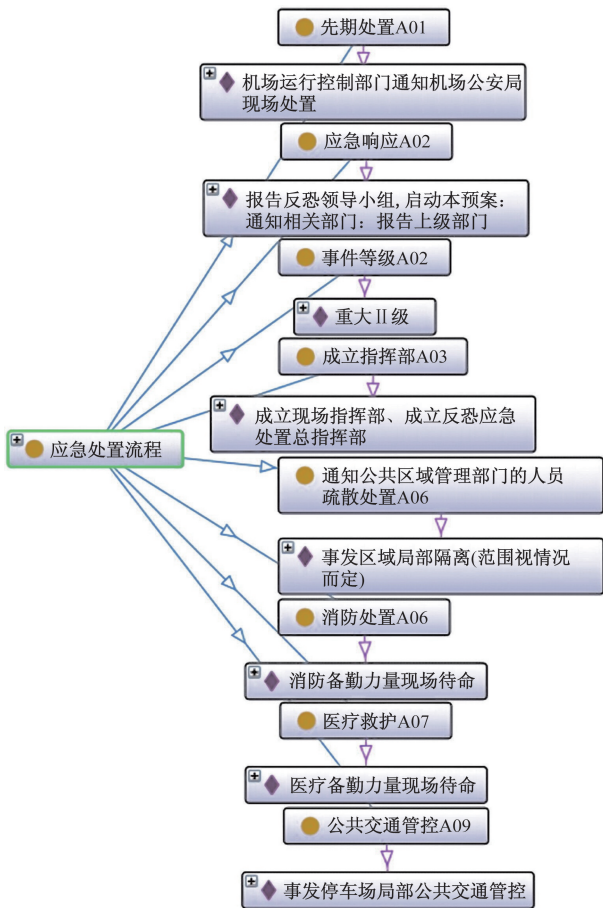 先期处置A01
机场运行控制部门通知机场公安局
现场处置
应急响应A02
报告反恐领导小组,启动本预案:
通知相关部门:报告上级部门
事件等级A02
重大Ⅱ级
成立指挥部A03
成立现场指挥部、成立反恐应急
处置总指挥部
应急处置流程
通知公共区域管理部门的人员
疏散处置A06
事发区域局部隔离(范围视情况
而定)
消防处置A06
消防备勤力量现场待命
医疗救护A07
医疗备勤力量现场待命
公共交通管控A09
事发停车场局部公共交通管控